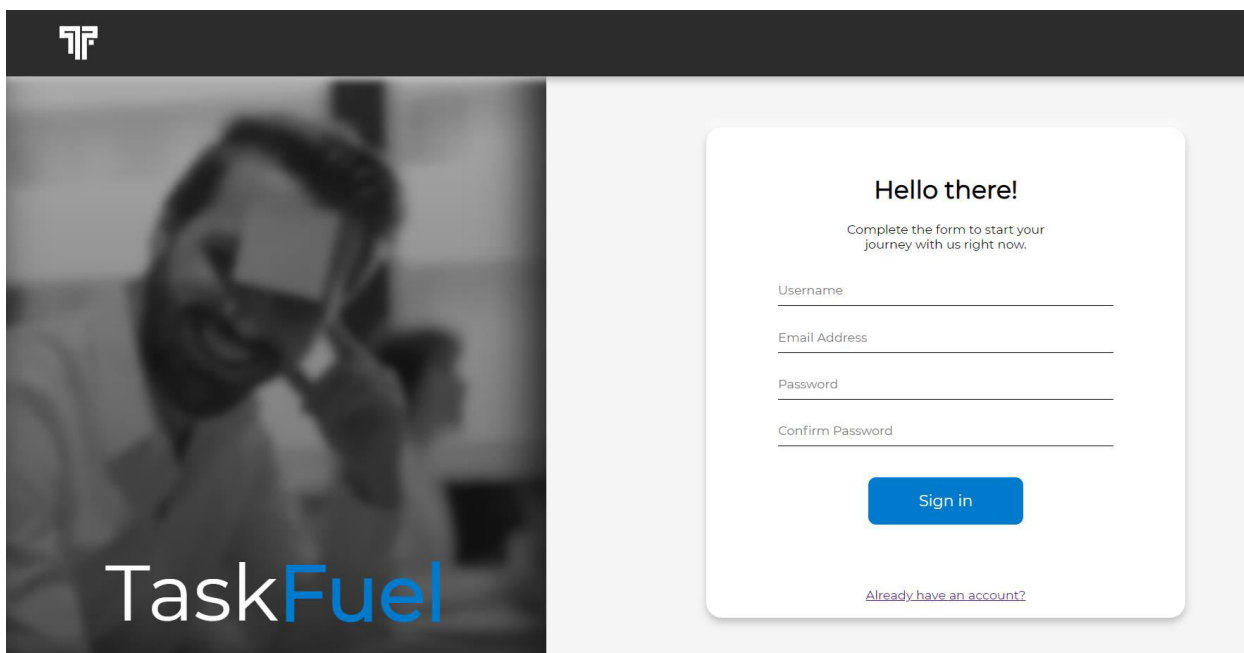 TF
TaskFuel
Hello there!
Complete the form to start your
journey with us right now.
Username
Email Address
Password
Confirm Password
Sign in
Already have an account?